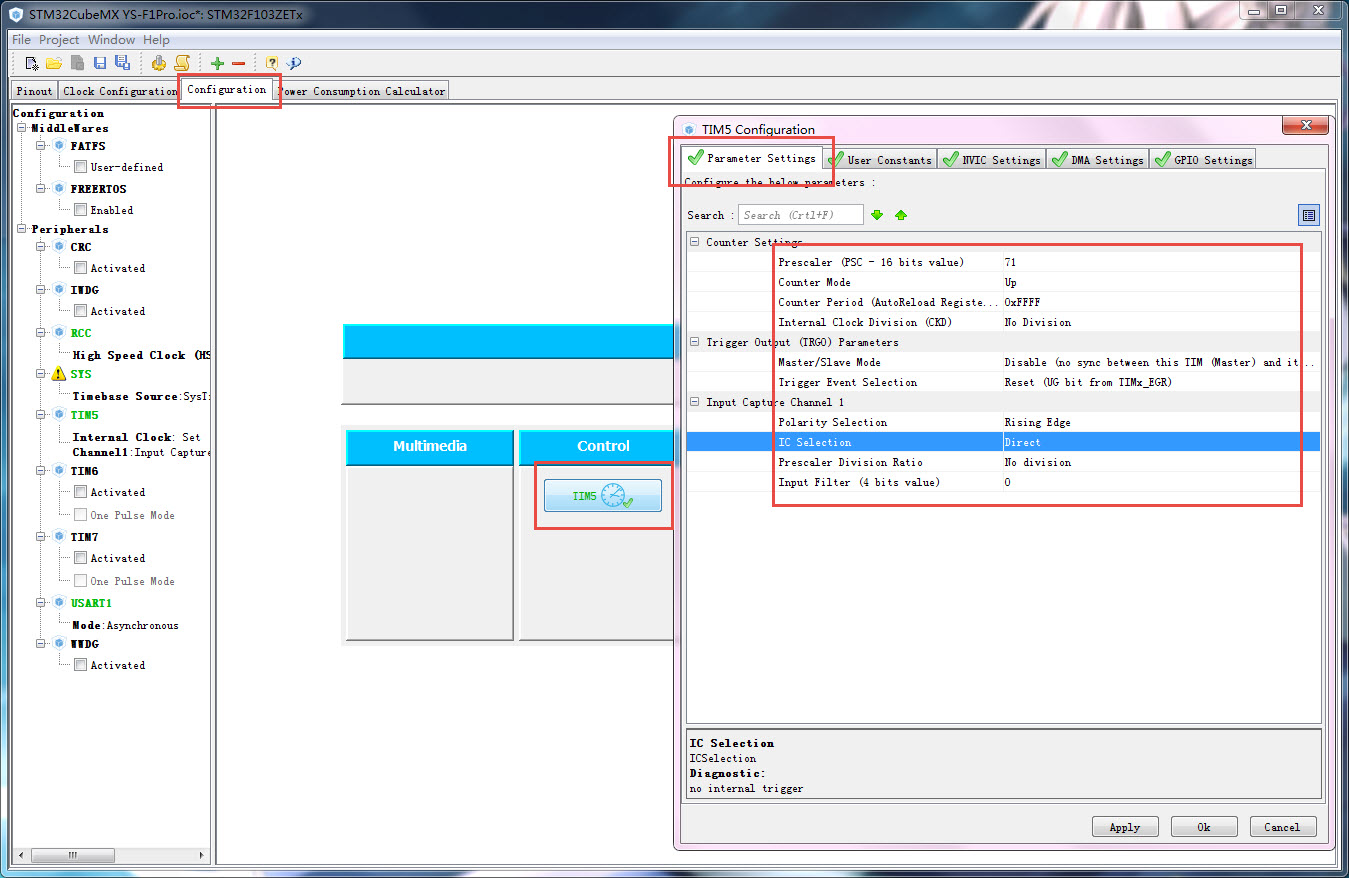 STM32CubeMX YS-F1Pro.ioc*: STM32F103ZETx
File Project Window Help
Pinout Clock Configuration Configuration Power Consumption Calculator
Configuration
MiddleWares
FATFS
User-defined
FREERTOS
Enabled
Peripherals
CRC
Activated
IWDG
Activated
RCC
High Speed Clock (HS
SYS
Timebase Source:SysT:
TIM5
Internal Clock: Set
Channel1:Input Capture
TIM6
Activated
One Pulse Mode
TIM7
Activated
One Pulse Mode
USART1
Mode:Asynchronous
WWDG
Activated
Multimedia Control
TIM5
TIM5 Configuration
Parameter Settings User Constants NVIC Settings DMA Settings GPIO Settings
Configure the below parameters :
Search : Search (Crtl+F)
Counter Settings
Prescaler (PSC - 16 bits value) 71
Counter Mode Up
Counter Period (AutoReload Registe... 0xFFFF
Internal Clock Division (CKD) No Division
Trigger Output (TRGO) Parameters
Master/Slave Mode Disable (no sync between this TIM (Master) and it...
Trigger Event Selection Reset (UG bit from TIMx_EGR)
Input Capture Channel 1
Polarity Selection Rising Edge
IC Selection Direct
Prescaler Division Ratio No division
Input Filter (4 bits value) 0
IC Selection
ICSelection
Diagnostic:
no internal trigger
Apply Ok Cancel